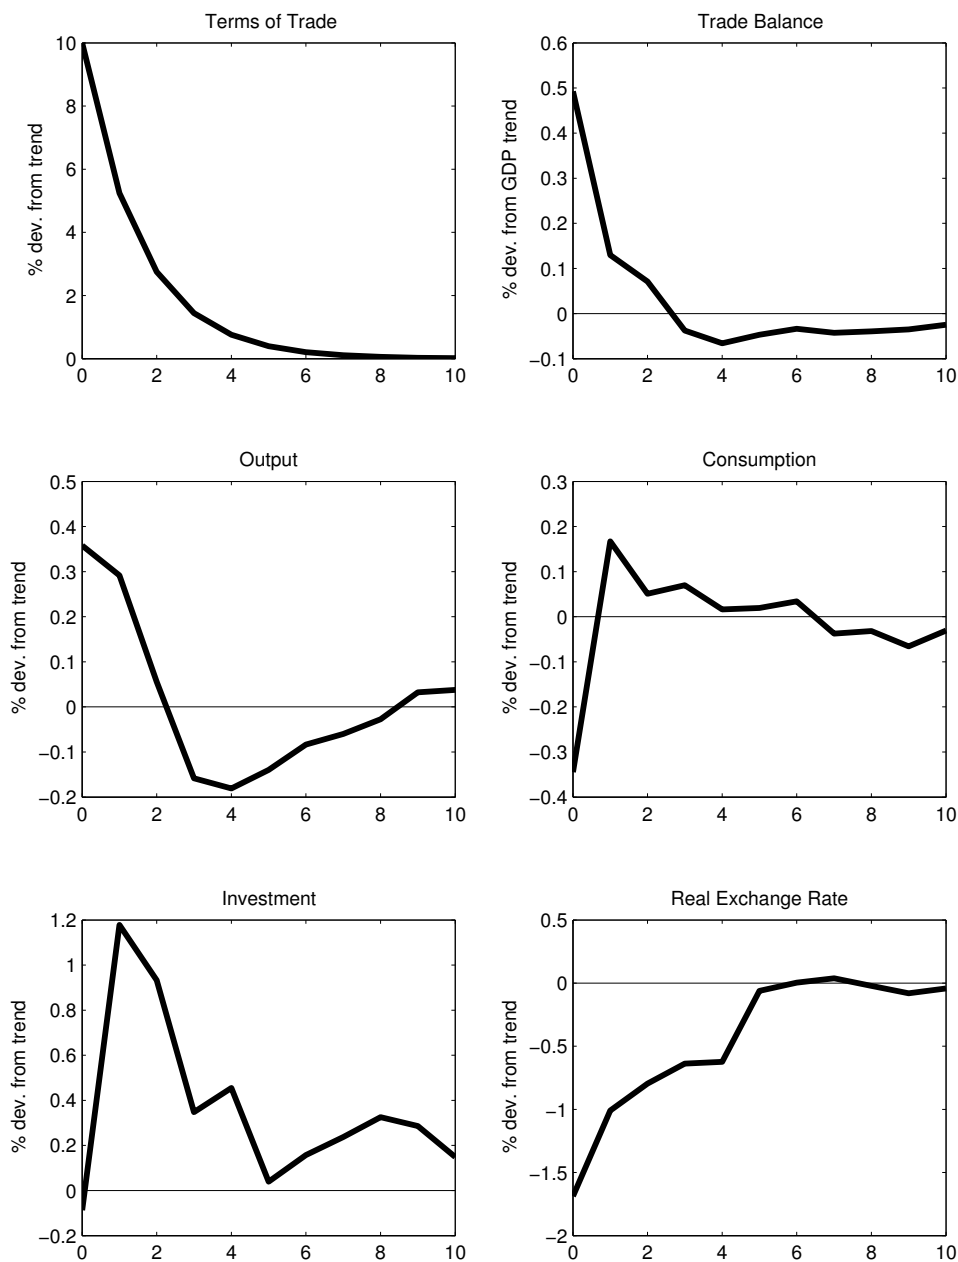 Terms of Trade
% dev. from trend
10
8
6
4
2
0
0 2 4 6 8 10
Trade Balance
% dev. from GDP trend
0.6
0.5
0.4
0.3
0.2
0.1
0
−0.1
0 2 4 6 8 10
Output
% dev. from trend
0.5
0.4
0.3
0.2
0.1
0
−0.1
−0.2
0 2 4 6 8 10
Consumption
% dev. from trend
0.3
0.2
0.1
0
−0.1
−0.2
−0.3
−0.4
0 2 4 6 8 10
Investment
% dev. from trend
1.2
1
0.8
0.6
0.4
0.2
0
−0.2
0 2 4 6 8 10
Real Exchange Rate
% dev. from trend
0.5
0
−0.5
−1
−1.5
−2
0 2 4 6 8 10